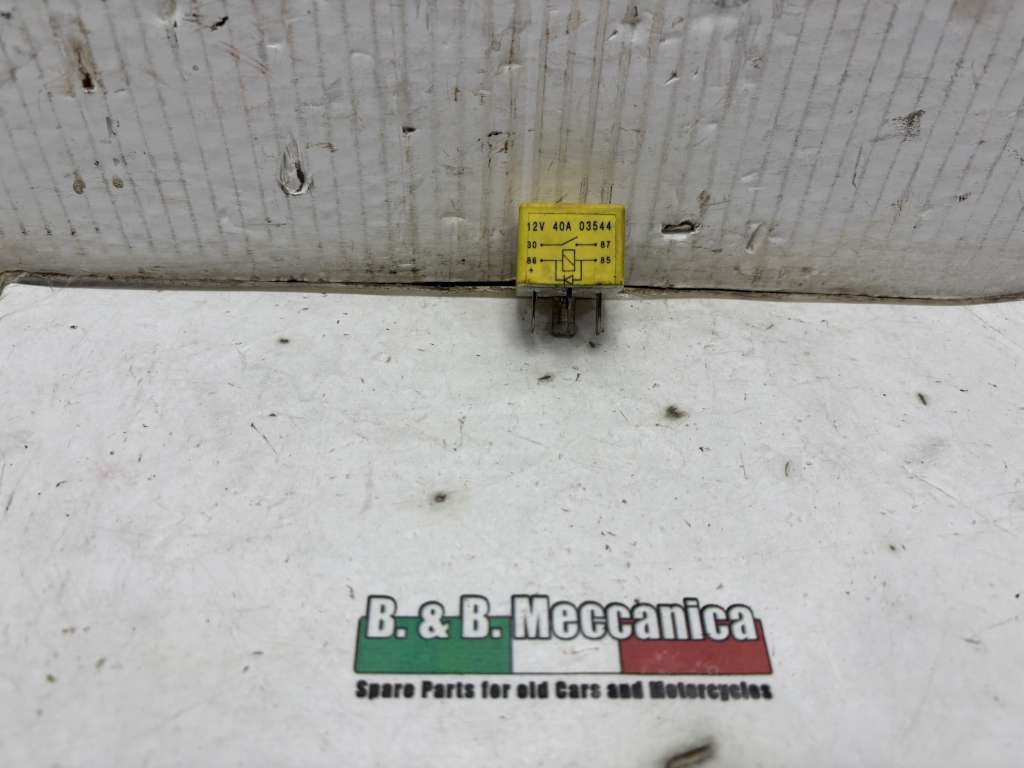 12V 40A 03544
30 87
86 85
+
B. & B. Meccanica
Spare Parts for old Cars and Motorcycles